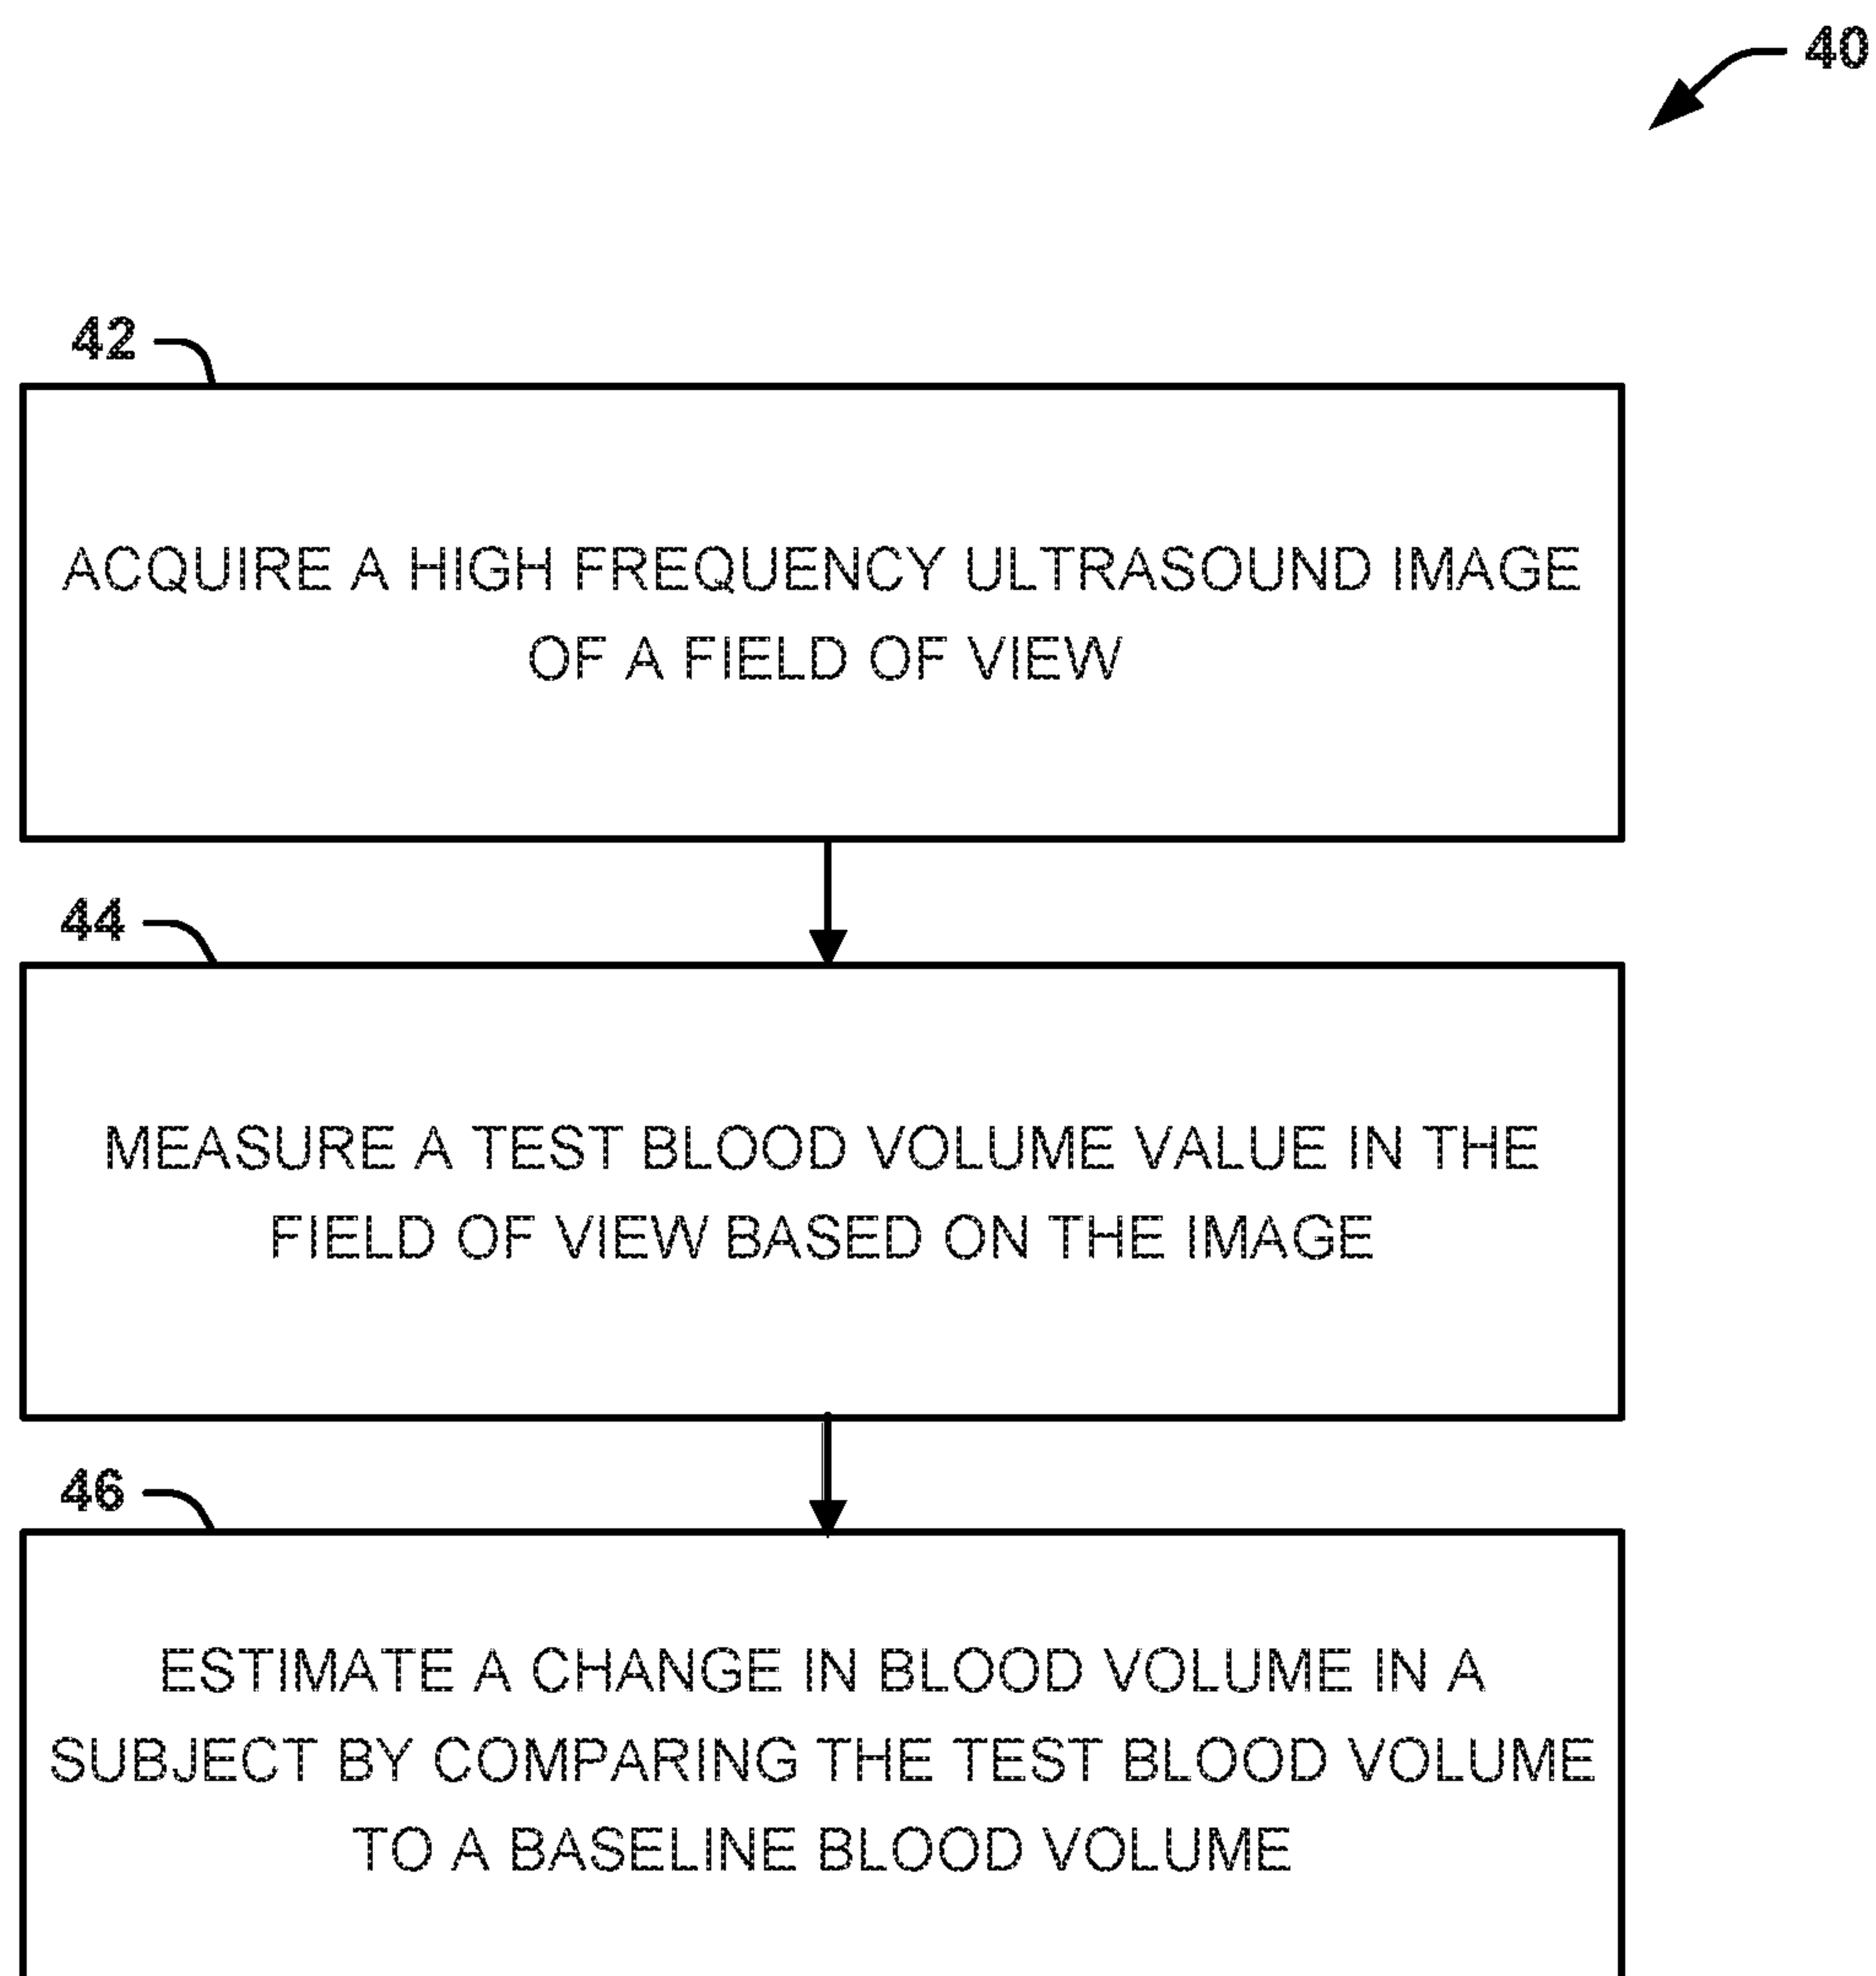 40
42
ACQUIRE A HIGH FREQUENCY ULTRASOUND IMAGE
OF A FIELD OF VIEW
44
MEASURE A TEST BLOOD VOLUME VALUE IN THE
FIELD OF VIEW BASED ON THE IMAGE
46
ESTIMATE A CHANGE IN BLOOD VOLUME IN A
SUBJECT BY COMPARING THE TEST BLOOD VOLUME
TO A BASELINE BLOOD VOLUME